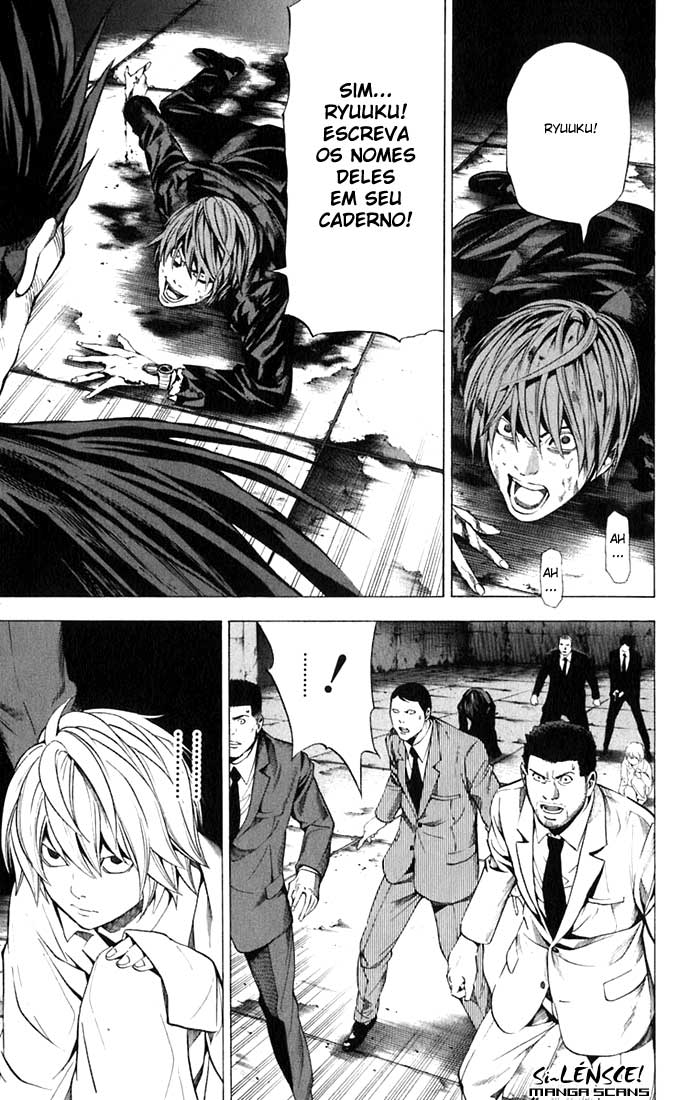 RYUUKU!
AH
...
AH
...
SIM...
RYUUKU!
ESCREVA
OS NOMES
DELES
EM SEU
CADERNO!
!
Si-LÉNSCE!
MANGA SCANS